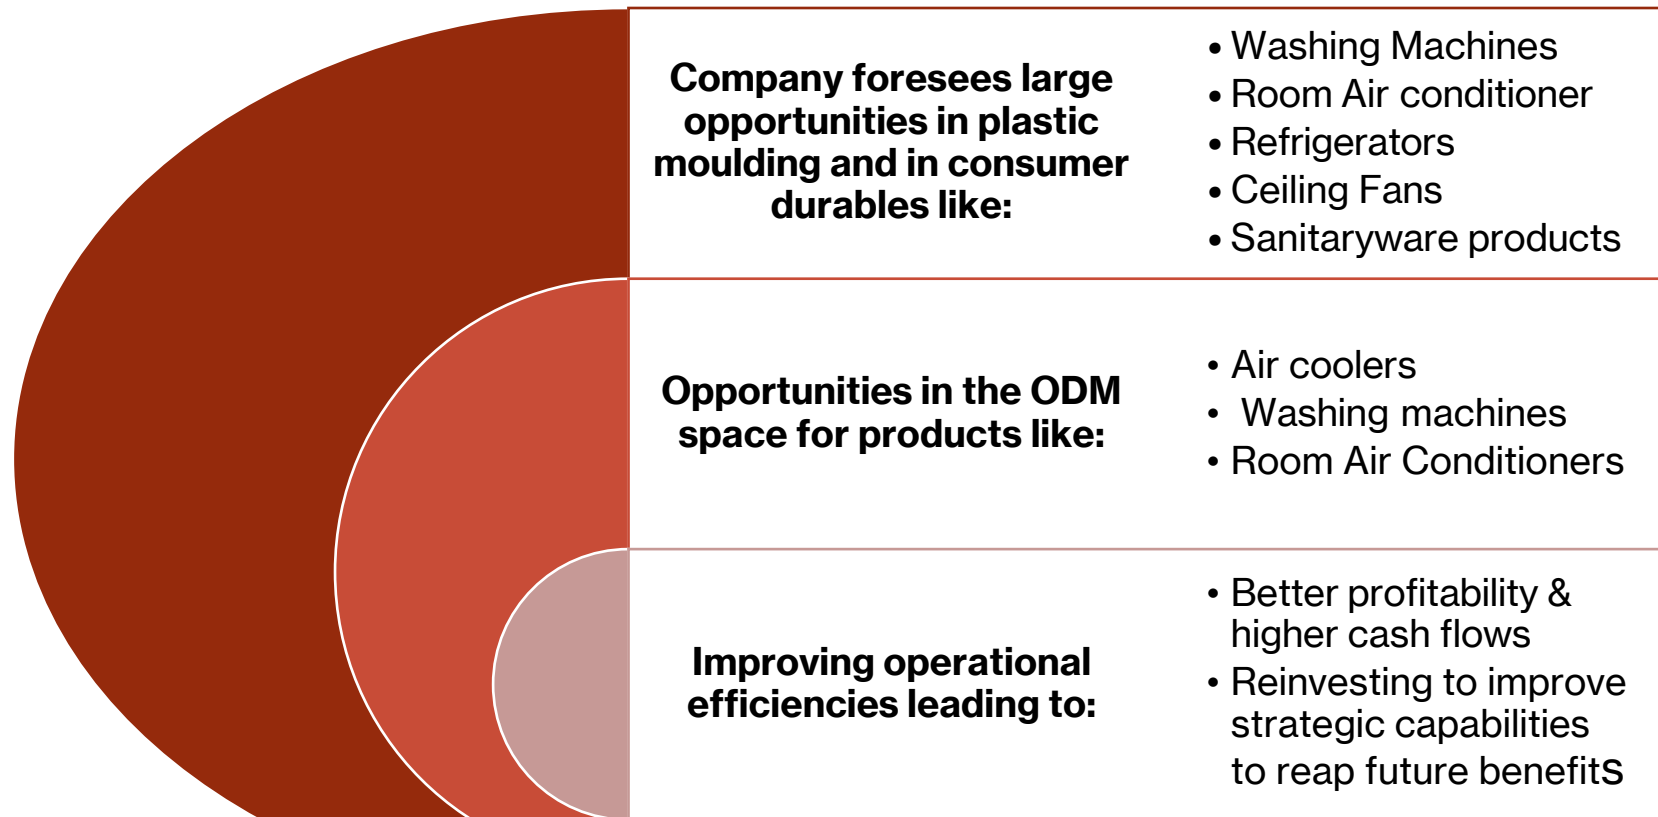 Company foresees large
opportunities in plastic
moulding and in consumer
durables like:
• Washing Machines
• Room Air conditioner
• Refrigerators
• Ceiling Fans
• Sanitaryware products
Opportunities in the ODM
space for products like:
• Air coolers
• Washing machines
• Room Air Conditioners
Improving operational
efficiencies leading to:
• Better profitability &
higher cash flows
• Reinvesting to improve
strategic capabilities
to reap future benefits